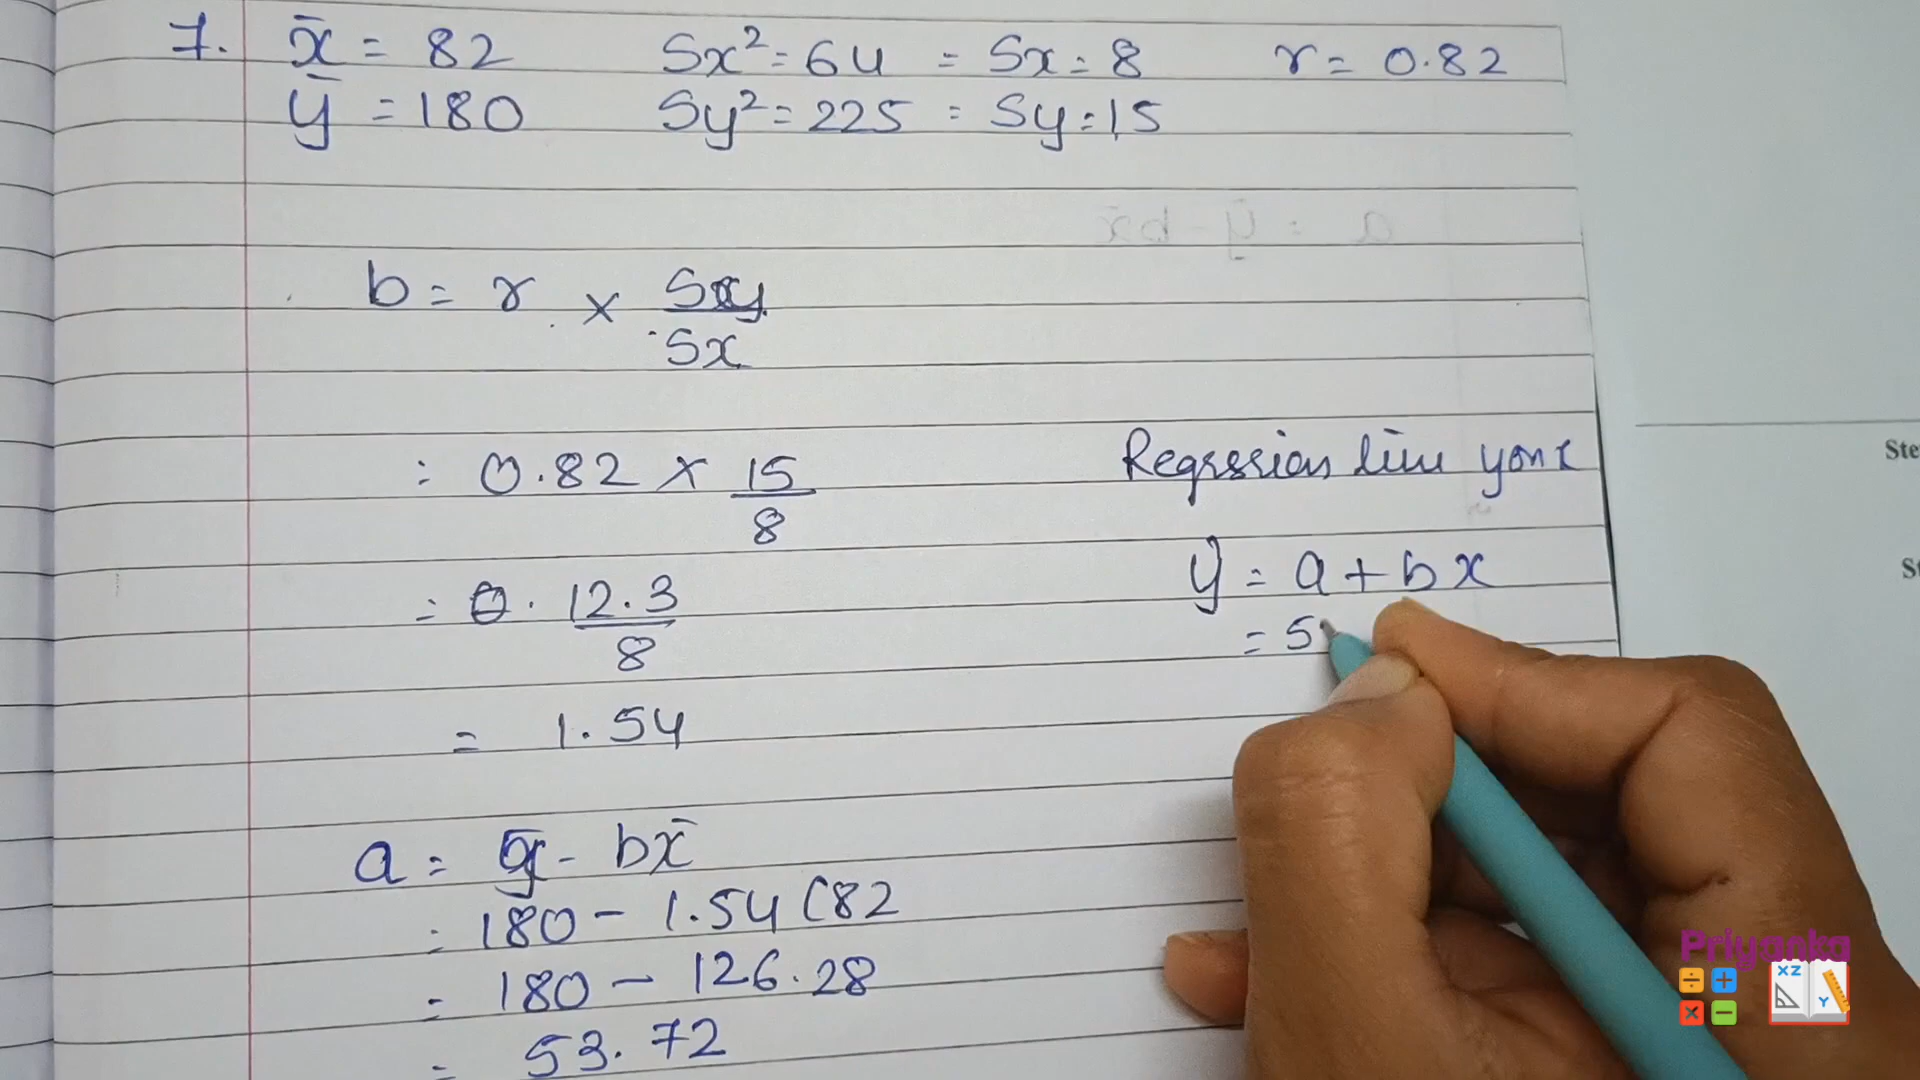 7. x̄ = 82 Sx² = 64 = Sx = 8 r = 0.82
ȳ = 180 Sy² = 225 = Sy = 15
b = r × Sy
Sx
= 0.82 × 15
8
= 12.3
8
= 1.54
a = ȳ - bx̄
= 180 - 1.54 (82
= 180 - 126.28
= 53.72
Regression line y on x
ŷ = a + bx
= 5
Ste
S
Priyanka
XZ
Y